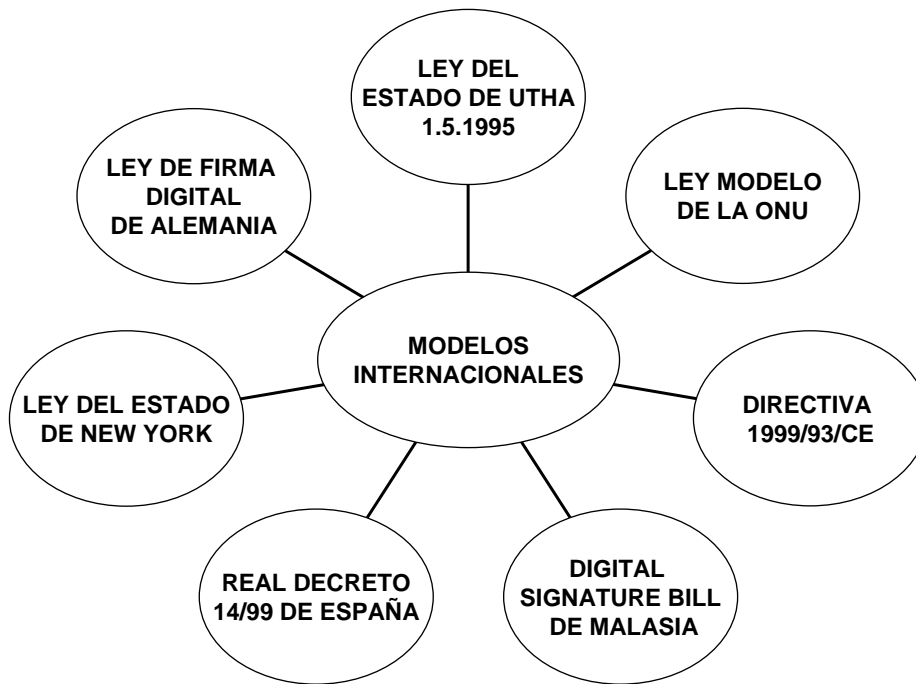 LEY DEL
ESTADO DE UTHA
1.5.1995
LEY DE FIRMA
DIGITAL
DE ALEMANIA
LEY MODELO
DE LA ONU
MODELOS
INTERNACIONALES
LEY DEL ESTADO
DE NEW YORK
DIRECTIVA
1999/93/CE
REAL DECRETO
14/99 DE ESPAÑA
DIGITAL
SIGNATURE BILL
DE MALASIA